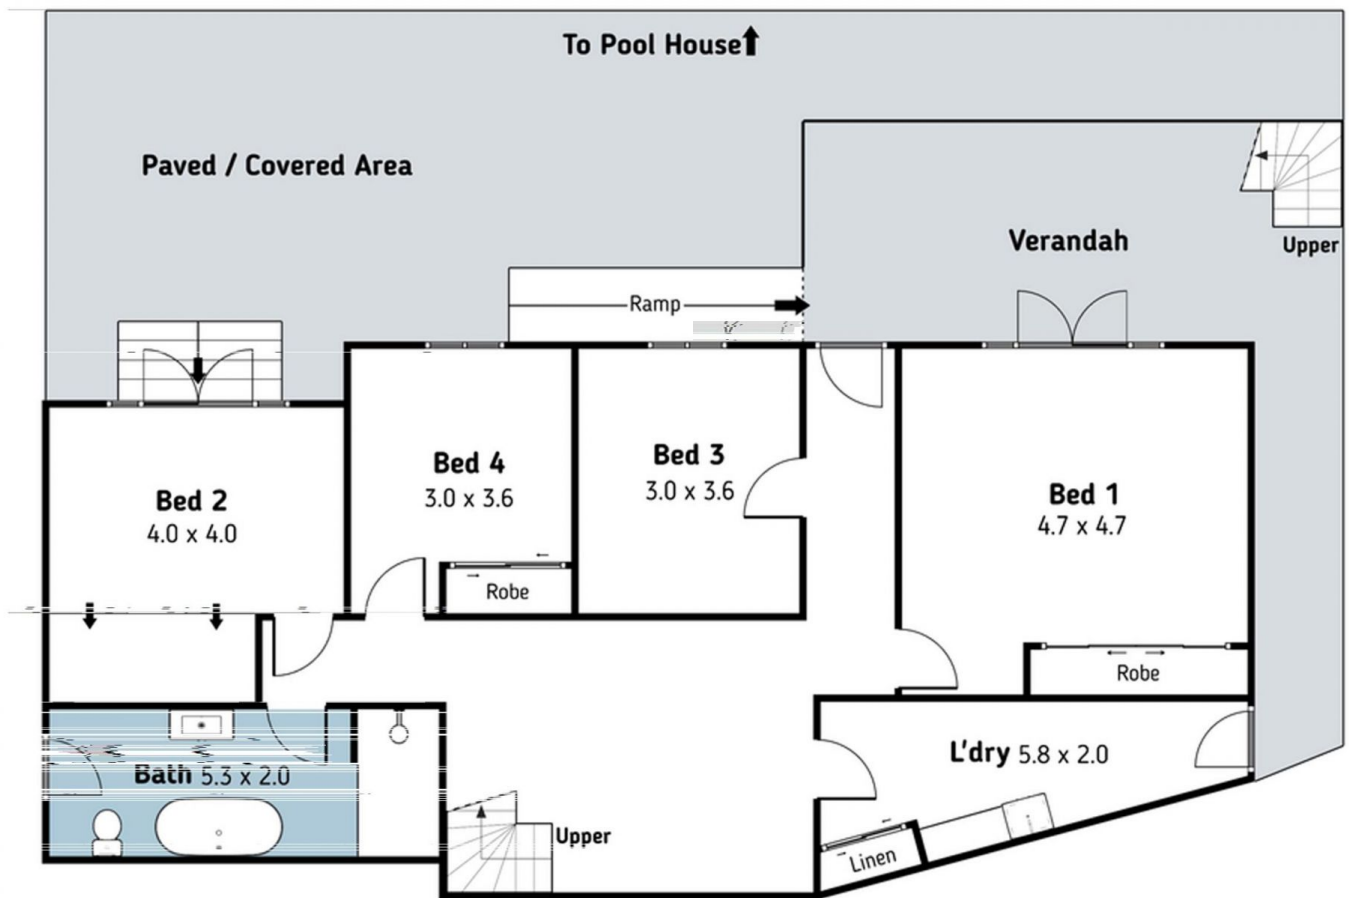 To Pool House
Paved / Covered Area
Verandah
Upper
Ramp
Bed 4
3.0 x 3.6
Bed 3
3.0 x 3.6
Bed 2
4.0 x 4.0
Bed 1
4.7 x 4.7
Robe
Robe
L'dry 5.8 x 2.0
Bath 5.3 x 2.0
Upper
Linen